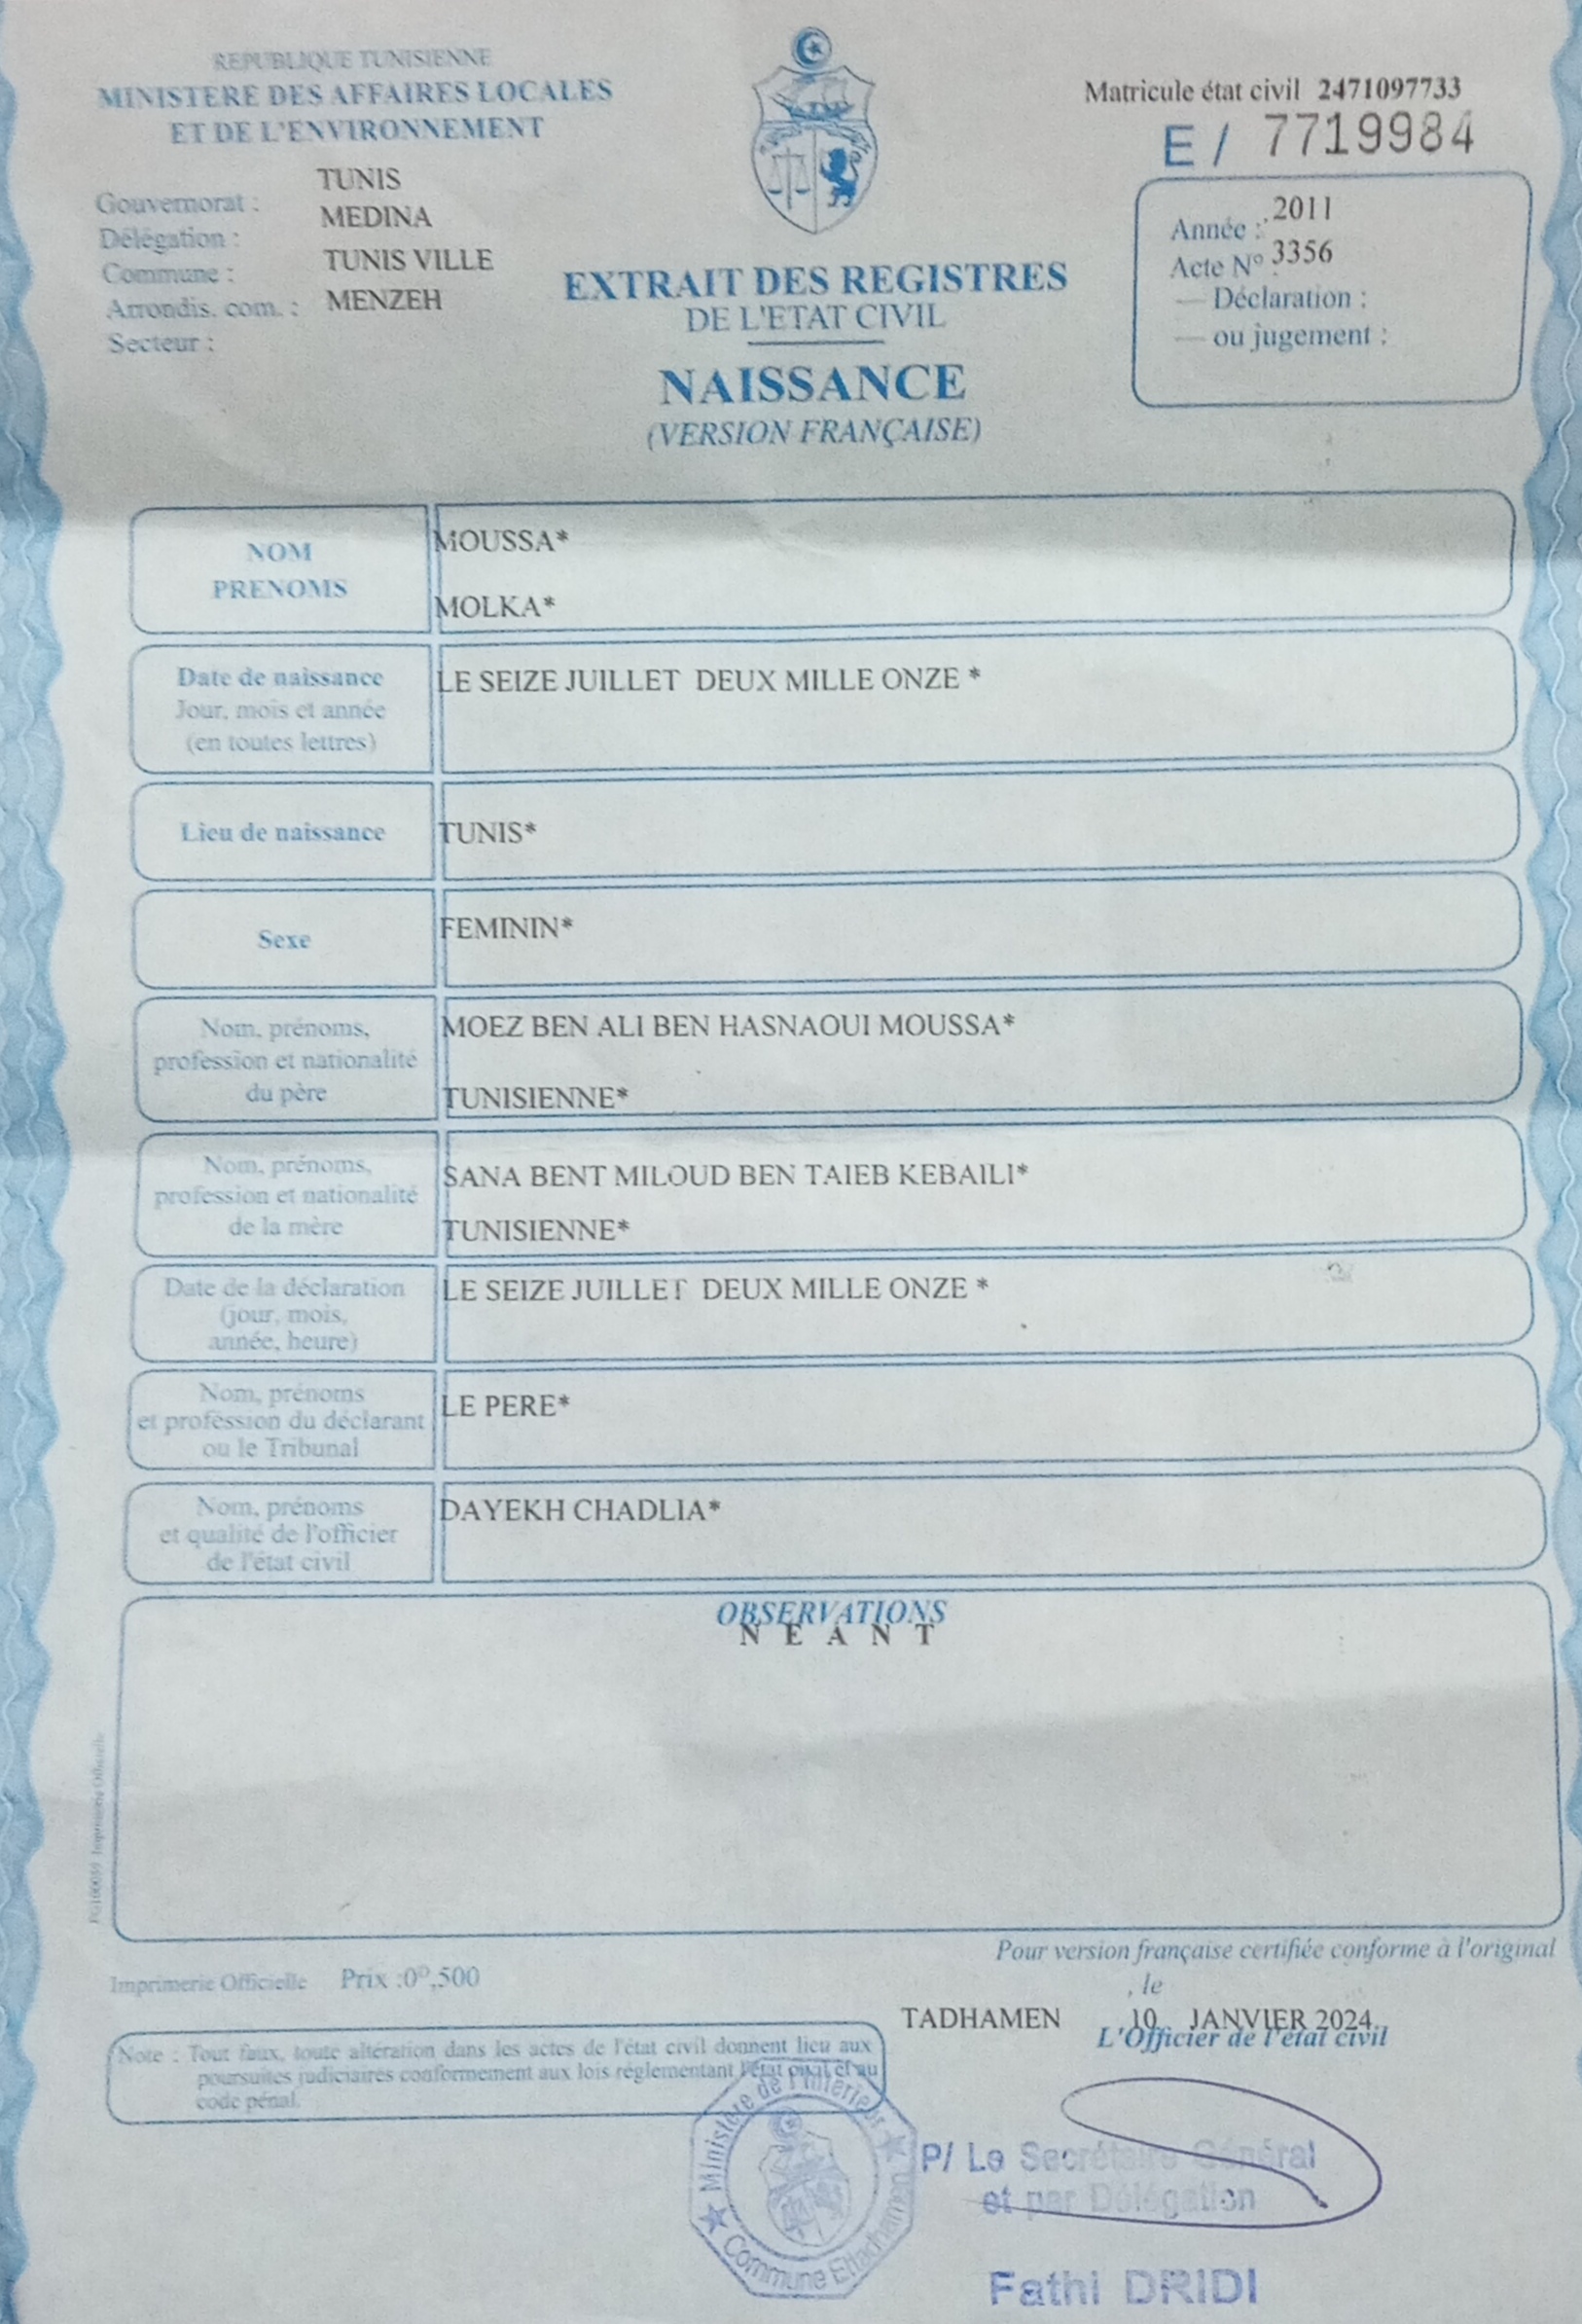 REPUBLIQUE TUNISIENNE
MINISTERE DES AFFAIRES LOCALES
ET DE L'ENVIRONNEMENT
Gouvernorat : TUNIS
Délégation : MEDINA
Commune : TUNIS VILLE
Arrondis. com. : MENZEH
Secteur :
EXTRAIT DES REGISTRES
DE L'ETAT CIVIL
NAISSANCE
(VERSION FRANÇAISE)
Matricule état civil 2471097733
E / 7719984
Année : 2011
Acte N° : 3356
— Déclaration :
— ou jugement :
NOM
PRENOMS
MOUSSA*
MOLKA*
Date de naissance
Jour, mois et année
(en toutes lettres)
LE SEIZE JUILLET DEUX MILLE ONZE *
Lieu de naissance
TUNIS*
Sexe
FEMININ*
Nom, prénoms,
profession et nationalité
du père
MOEZ BEN ALI BEN HASNAOUI MOUSSA*
TUNISIENNE*
Nom, prénoms,
profession et nationalité
de la mère
SANA BENT MILOUD BEN TAIEB KEBAILI*
TUNISIENNE*
Date de la déclaration
(jour, mois,
année, heure)
LE SEIZE JUILLET DEUX MILLE ONZE *
Nom, prénoms
et profession du déclarant
ou le Tribunal
LE PERE*
Nom, prénoms
et qualité de l'officier
de l'état civil
DAYEKH CHADLIA*
OBSERVATIONS
N E A N T
Imprimerie Officielle
Pour version française certifiée conforme à l'original
Imprimerie Officielle Prix :0D,500
, le
TADHAMEN 10 JANVIER 2024
L'Officier de l'état civil
Note : Tout faux, toute altération dans les actes de l'état civil donnent lieu aux
poursuites judiciaires conformement aux lois réglementant l'état civil et au
code pénal.
Ministère de l'Intérieur
Commune Ettadhamen
P/ Le Secrétaire Général
et par Délégation
Fathi DRIDI